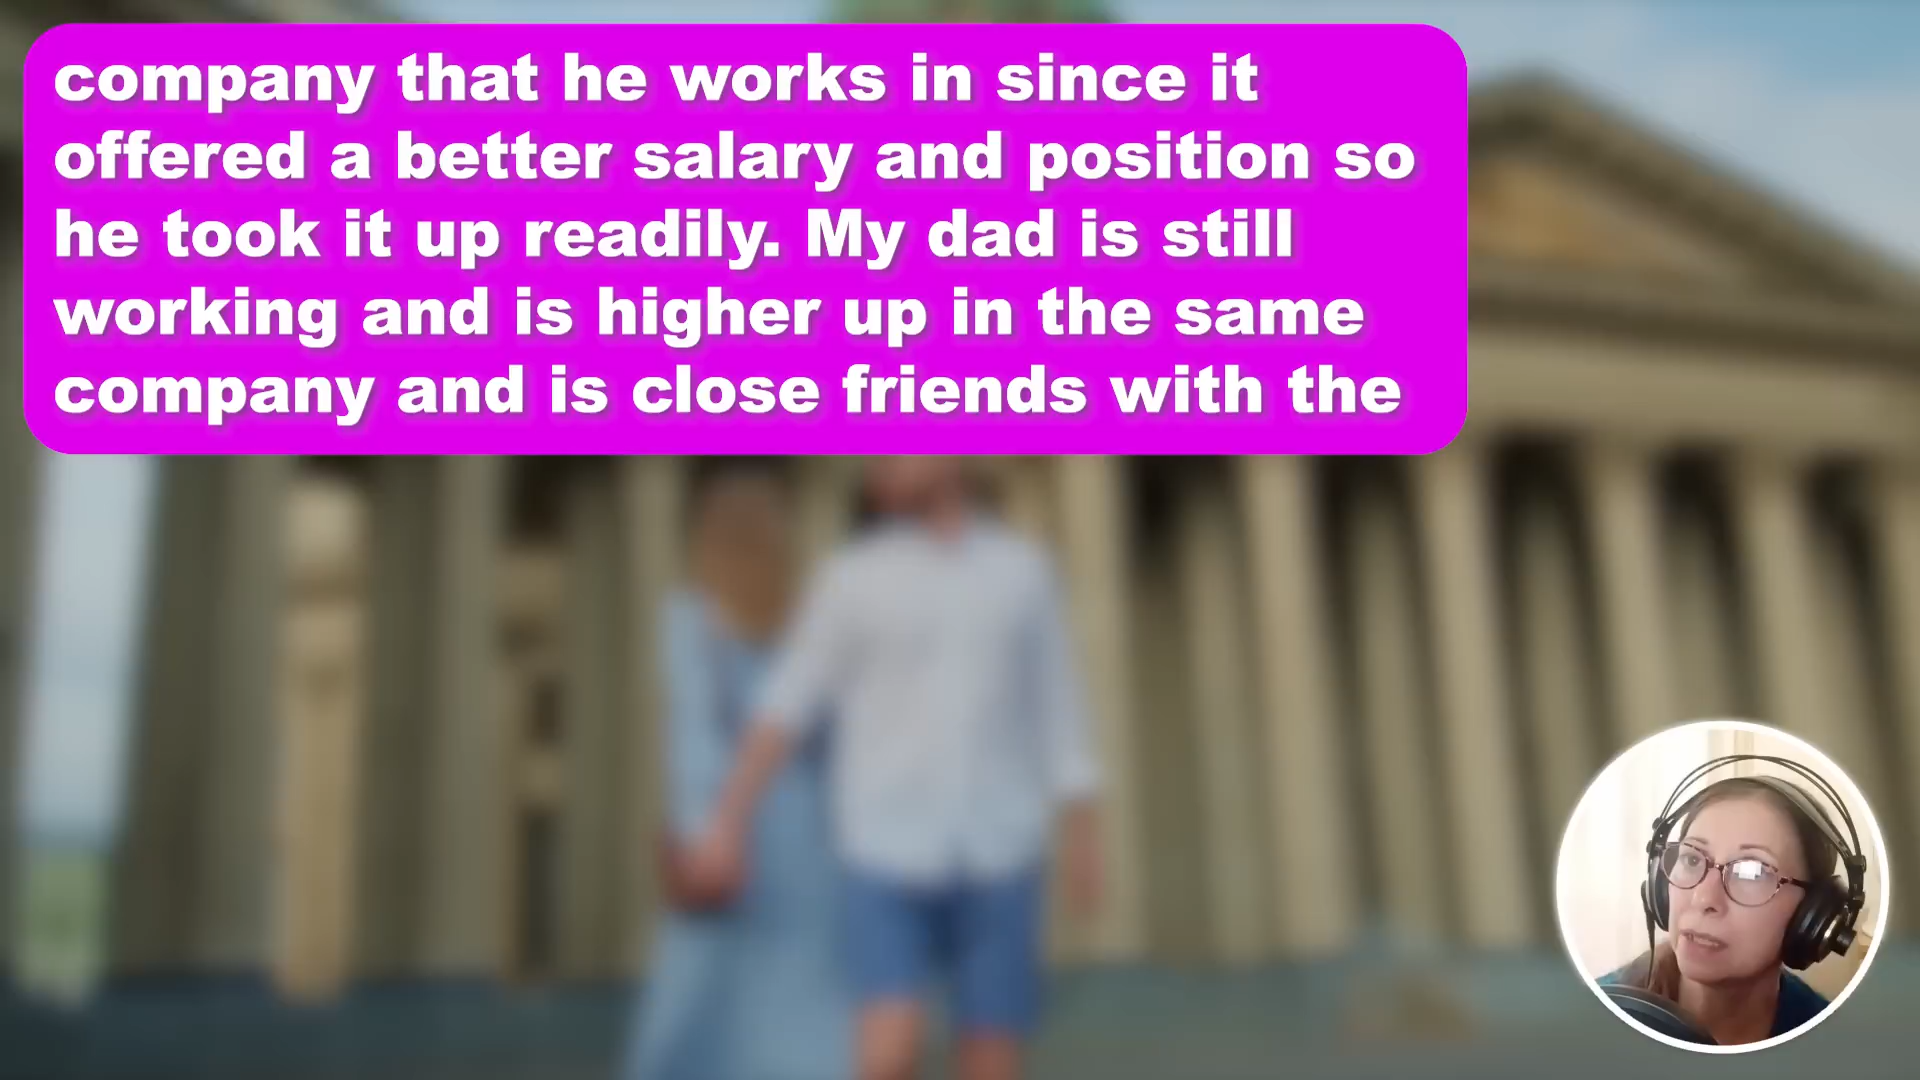 company that he works in since it
offered a better salary and position so
he took it up readily. My dad is still
working and is higher up in the same
company and is close friends with the